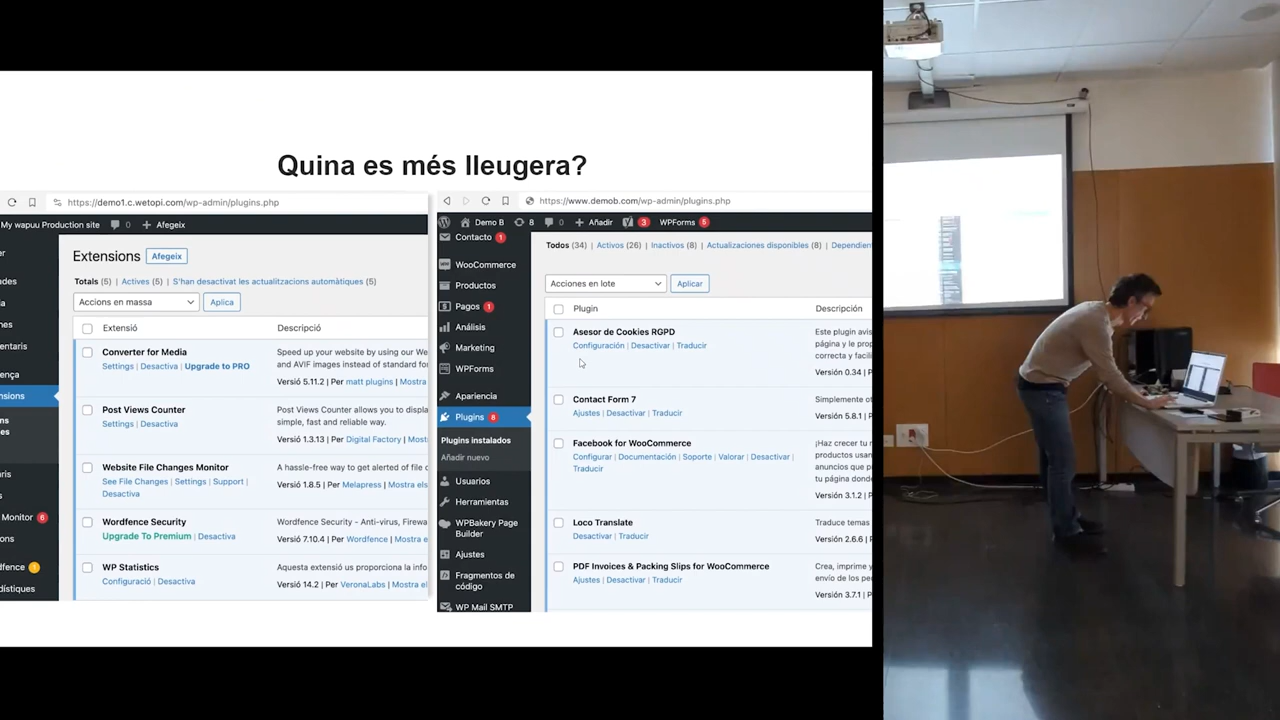 Quina es més lleugera?
https://demo1.c.wetopi.com/wp-admin/plugins.php
My wapuu Production site 0 Afegeix
Extensions Afegeix
Totals (5) | Actives (5) | S'han desactivat les actualitzacions automàtiques (5)
Accions en massa Aplica
Extensió Descripció
Converter for Media Speed up your website by using our We
Settings | Desactiva | Upgrade to PRO and AVIF images instead of standard for
Versió 5.11.2 | Per matt plugins | Mostra
Post Views Counter Post Views Counter allows you to displa
Settings | Desactiva simple, fast and reliable way.
Versió 1.3.13 | Per Digital Factory | Most
Website File Changes Monitor A hassle-free way to get alerted of file c
See File Changes | Settings | Support | Versió 1.8.5 | Per Melapress | Mostra els
Desactiva
Wordfence Security Wordfence Security – Anti-virus, Firewa
Upgrade To Premium | Desactiva Versió 7.10.4 | Per Wordfence | Mostra e
WP Statistics Aquesta extensió us proporciona la info
Configuració | Desactiva Versió 14.2 | Per VeronaLabs | Mostra el
entaris
ença
nsions
Monitor 6
fence 1
dístiques
https://www.demob.com/wp-admin/plugins.php
Demo B 8 0 Añadir 3 WPForms 5
Contacto 1
WooCommerce
Productos
Pagos 1
Análisis
Marketing
WPForms
Apariencia
Plugins 8
Plugins instalados
Añadir nuevo
Usuarios
Herramientas
WPBakery Page
Builder
Ajustes
Fragmentos de
código
WP Mail SMTP
Todos (34) | Activos (26) | Inactivos (8) | Actualizaciones disponibles (8) | Dependien
Acciones en lote Aplicar
Plugin Descripción
Asesor de Cookies RGPD Este plugin avis
Configuración | Desactivar | Traducir página y le prop
correcta y facili
Versión 0.34 | P
Contact Form 7 Simplemente ot
Ajustes | Desactivar | Traducir Versión 5.8.1 | P
Facebook for WooCommerce ¡Haz crecer tu r
Configurar | Documentación | Soporte | Valorar | Desactivar | mensajes y produc
Traducir anuncios que p
tu página donde
Versión 3.1.2 | P
Loco Translate Traduce temas
Desactivar | Traducir Versión 2.6.6 | P
PDF Invoices & Packing Slips for WooCommerce Crea, imprime y
Ajustes | Desactivar | Traducir envío de los pe
Versión 3.7.1 | P